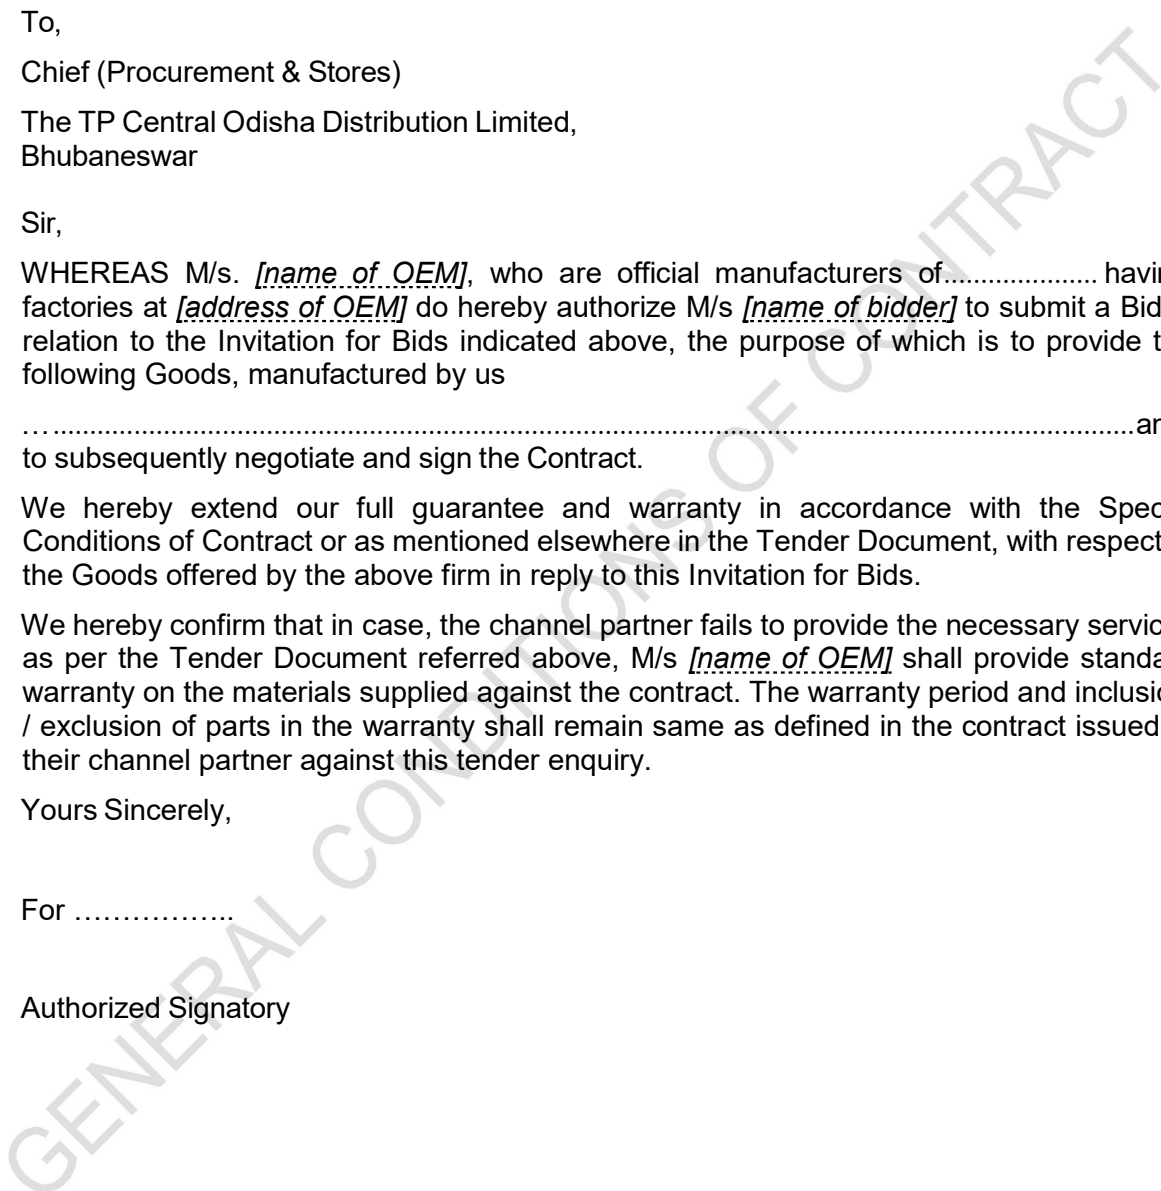 To,
Chief (Procurement & Stores)
The TP Central Odisha Distribution Limited,
Bhubaneswar
Sir,
WHEREAS M/s. [name of OEM], who are official manufacturers of.................... havin
factories at [address of OEM] do hereby authorize M/s [name of bidder] to submit a Bid
relation to the Invitation for Bids indicated above, the purpose of which is to provide t
following Goods, manufactured by us
…........................................................................................................................................an
to subsequently negotiate and sign the Contract.
We hereby extend our full guarantee and warranty in accordance with the Spec
Conditions of Contract or as mentioned elsewhere in the Tender Document, with respect
the Goods offered by the above firm in reply to this Invitation for Bids.
We hereby confirm that in case, the channel partner fails to provide the necessary servic
as per the Tender Document referred above, M/s [name of OEM] shall provide standa
warranty on the materials supplied against the contract. The warranty period and inclusio
/ exclusion of parts in the warranty shall remain same as defined in the contract issued
their channel partner against this tender enquiry.
Yours Sincerely,
For ……………..
Authorized Signatory
GENERAL CONDITIONS OF CONTRACT